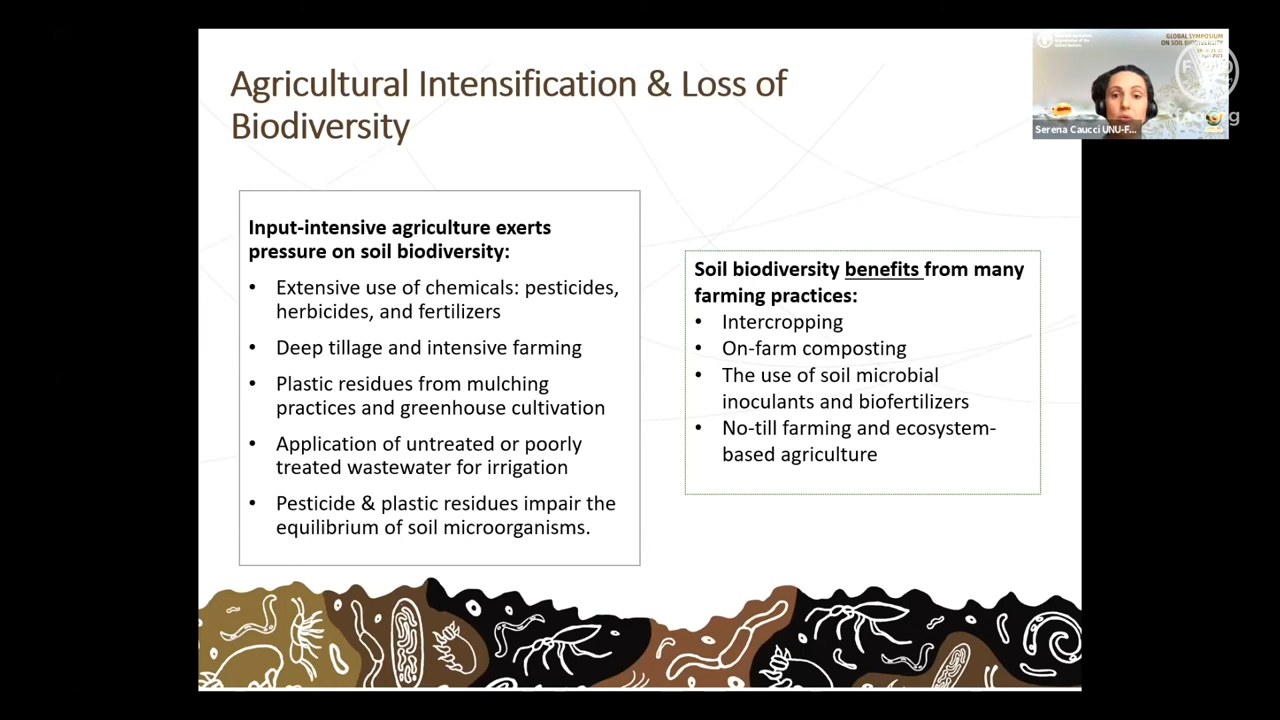 Agricultural Intensification & Loss of
Biodiversity
Input-intensive agriculture exerts
pressure on soil biodiversity:
• Extensive use of chemicals: pesticides,
herbicides, and fertilizers
• Deep tillage and intensive farming
• Plastic residues from mulching
practices and greenhouse cultivation
• Application of untreated or poorly
treated wastewater for irrigation
• Pesticide & plastic residues impair the
equilibrium of soil microorganisms.
Soil biodiversity benefits from many
farming practices:
• Intercropping
• On-farm composting
• The use of soil microbial
inoculants and biofertilizers
• No-till farming and ecosystem-
based agriculture
GLOBAL SYMPOSIUM
ON SOIL BIODIVERSITY
Serena Caucci UNU-F...